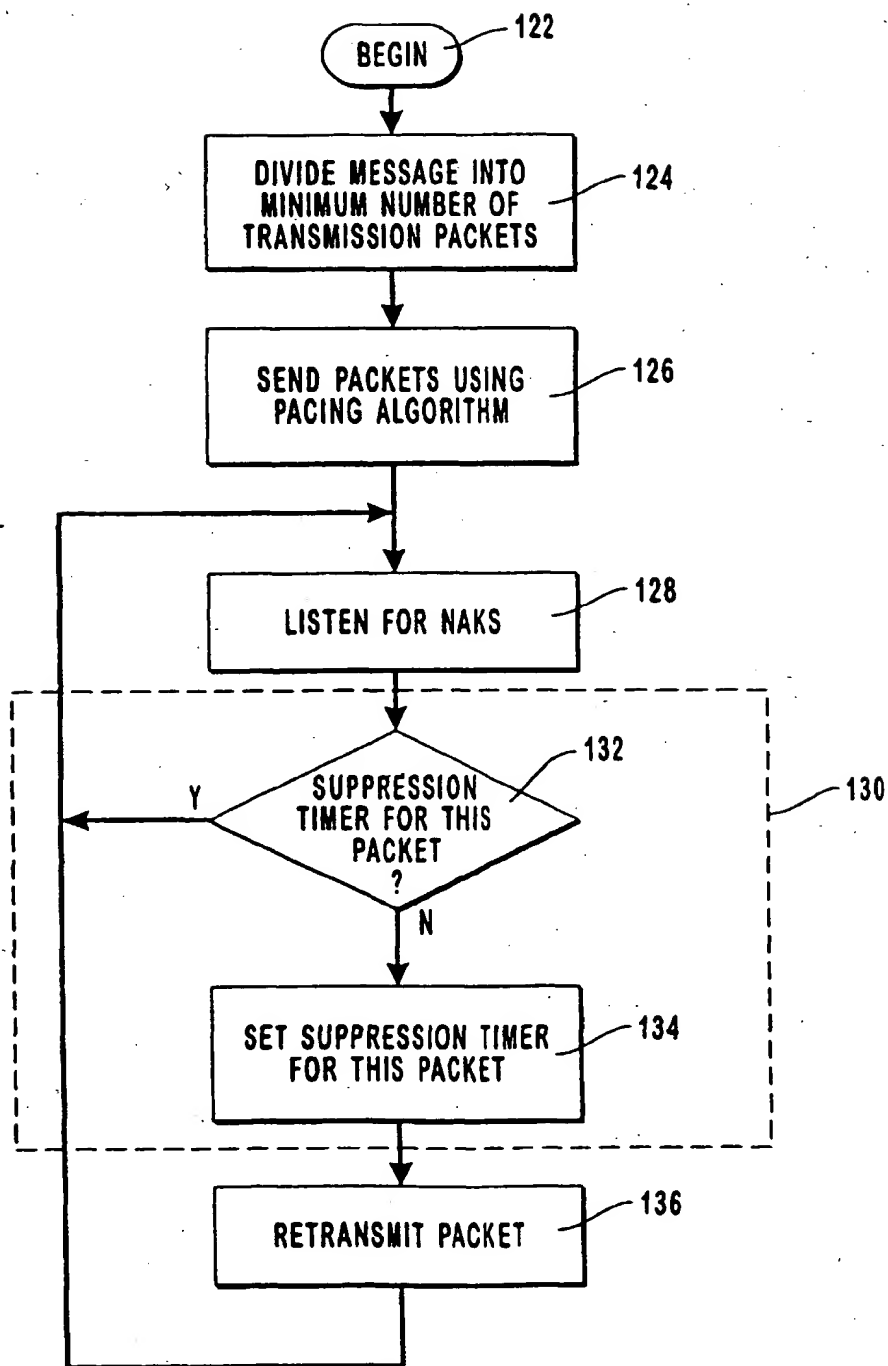 BEGIN
122
DIVIDE MESSAGE INTO
MINIMUM NUMBER OF
TRANSMISSION PACKETS
124
SEND PACKETS USING
PACING ALGORITHM
126
LISTEN FOR NAKS
128
132
SUPPRESSION
TIMER FOR THIS
PACKET
?
Y
N
130
SET SUPPRESSION TIMER
FOR THIS PACKET
134
RETRANSMIT PACKET
136